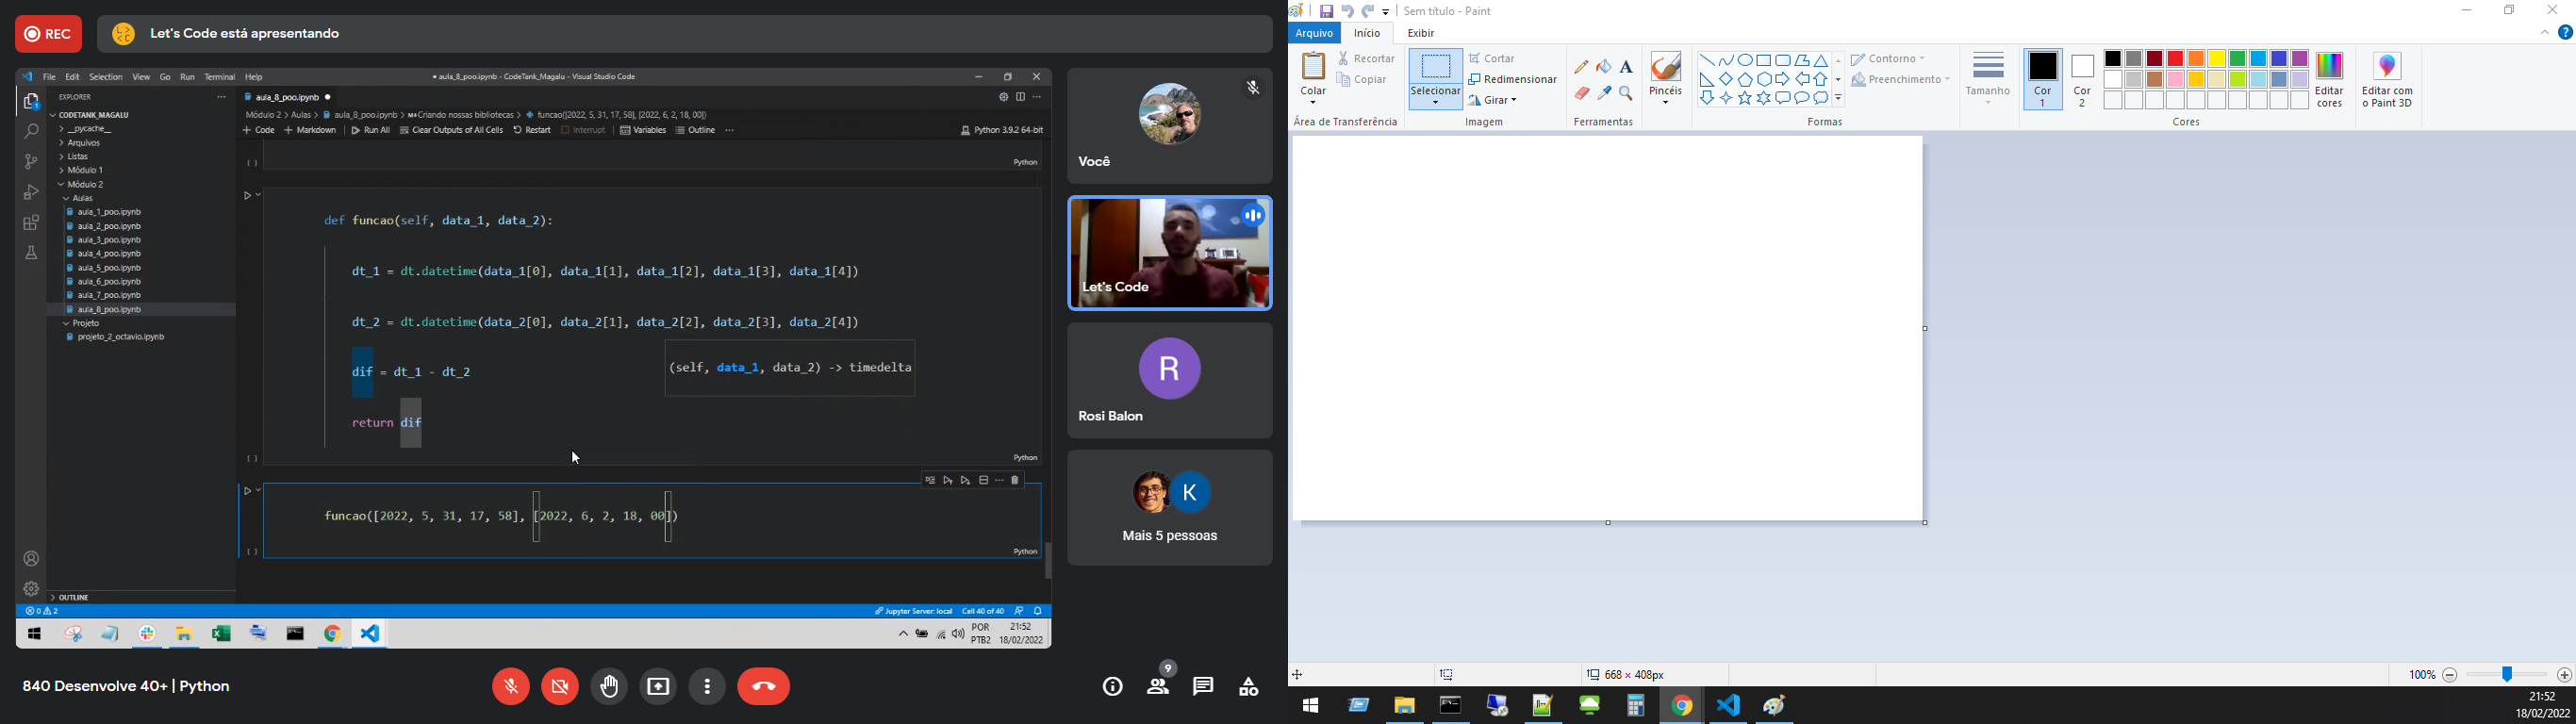 REC
Let's Code está apresentando
File Edit Selection View Go Run Terminal Help
● aula_8_poo.ipynb - CodeTank_Magalu - Visual Studio Code
EXPLORER
CODETANK_MAGALU
__pycache__
Arquivos
Listas
Módulo 1
Módulo 2
Aulas
aula_1_poo.ipynb
aula_2_poo.ipynb
aula_3_poo.ipynb
aula_4_poo.ipynb
aula_5_poo.ipynb
aula_6_poo.ipynb
aula_7_poo.ipynb
aula_8_poo.ipynb
Projeto
projeto_2_octavio.ipynb
OUTLINE
aula_8_poo.ipynb ●
Módulo 2 > Aulas > aula_8_poo.ipynb > M↓Criando nossas bibliotecas > funcao([2022, 5, 31, 17, 58], [2022, 6, 2, 18, 00])
+ Code + Markdown Run All Clear Outputs of All Cells Restart Interrupt Variables Outline ... Python 3.9.2 64-bit
[ ] Python
def funcao(self, data_1, data_2):
dt_1 = dt.datetime(data_1[0], data_1[1], data_1[2], data_1[3], data_1[4])
dt_2 = dt.datetime(data_2[0], data_2[1], data_2[2], data_2[3], data_2[4])
dif = dt_1 - dt_2
(self, data_1, data_2) -> timedelta
return dif
[ ] Python
funcao([2022, 5, 31, 17, 58], [2022, 6, 2, 18, 00])
[ ] Python
0 2 Jupyter Server: local Cell 40 of 40
POR
PTB2
21:52
18/02/2022
Você
Let's Code
R
Rosi Balon
K
Mais 5 pessoas
840 Desenvolve 40+ | Python
9
Sem título - Paint
Arquivo Início Exibir
Colar
Recortar
Copiar
Área de Transferência
Selecionar
Cortar
Redimensionar
Girar
Imagem
A
Ferramentas
Pincéis
Formas
Contorno
Preenchimento
Tamanho
Cor
1
Cor
2
Cores
Editar
cores
Editar com
o Paint 3D
668 × 408px
100%
21:52
18/02/2022